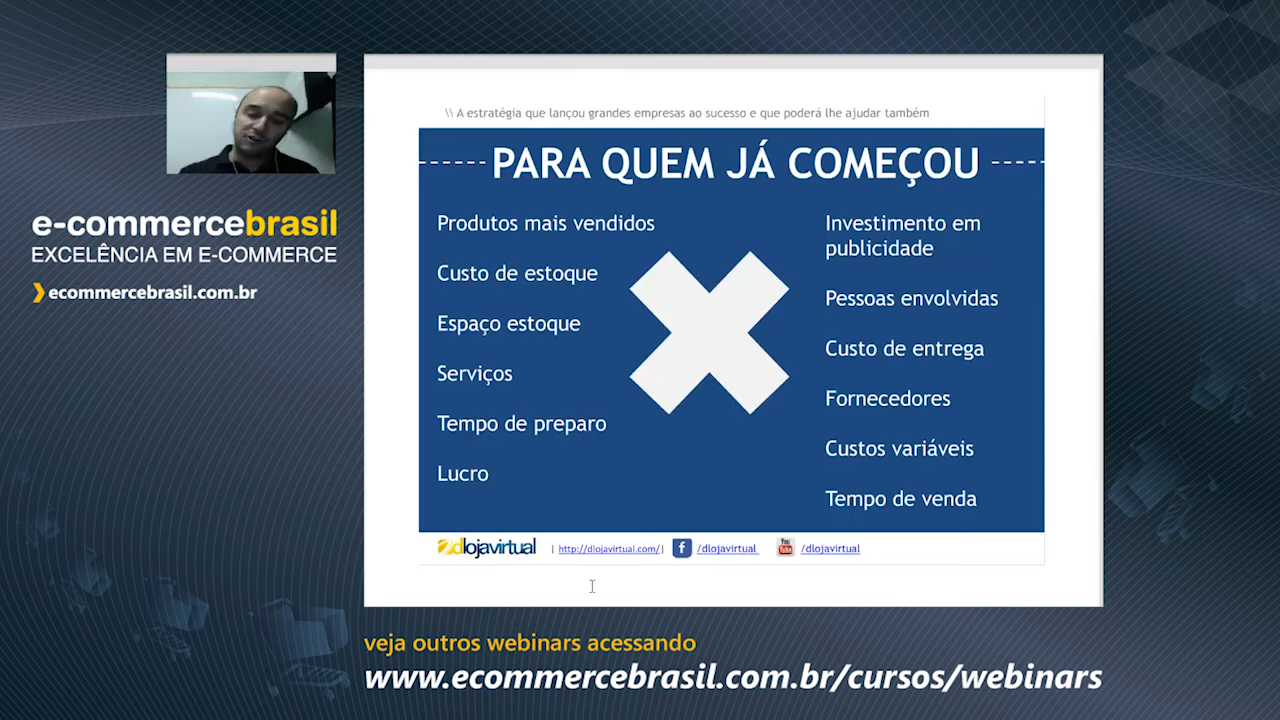 \\ A estratégia que lançou grandes empresas ao sucesso e que poderá lhe ajudar também
PARA QUEM JÁ COMEÇOU
Produtos mais vendidos
Custo de estoque
Espaço estoque
Serviços
Tempo de preparo
Lucro
Investimento em
publicidade
Pessoas envolvidas
Custo de entrega
Fornecedores
Custos variáveis
Tempo de venda
dlojavirtual | http://dlojavirtual.com/| f /dlojavirtual You Tube /dlojavirtual
e-commercebrasil
EXCELÊNCIA EM E-COMMERCE
ecommercebrasil.com.br
veja outros webinars acessando
www.ecommercebrasil.com.br/cursos/webinars